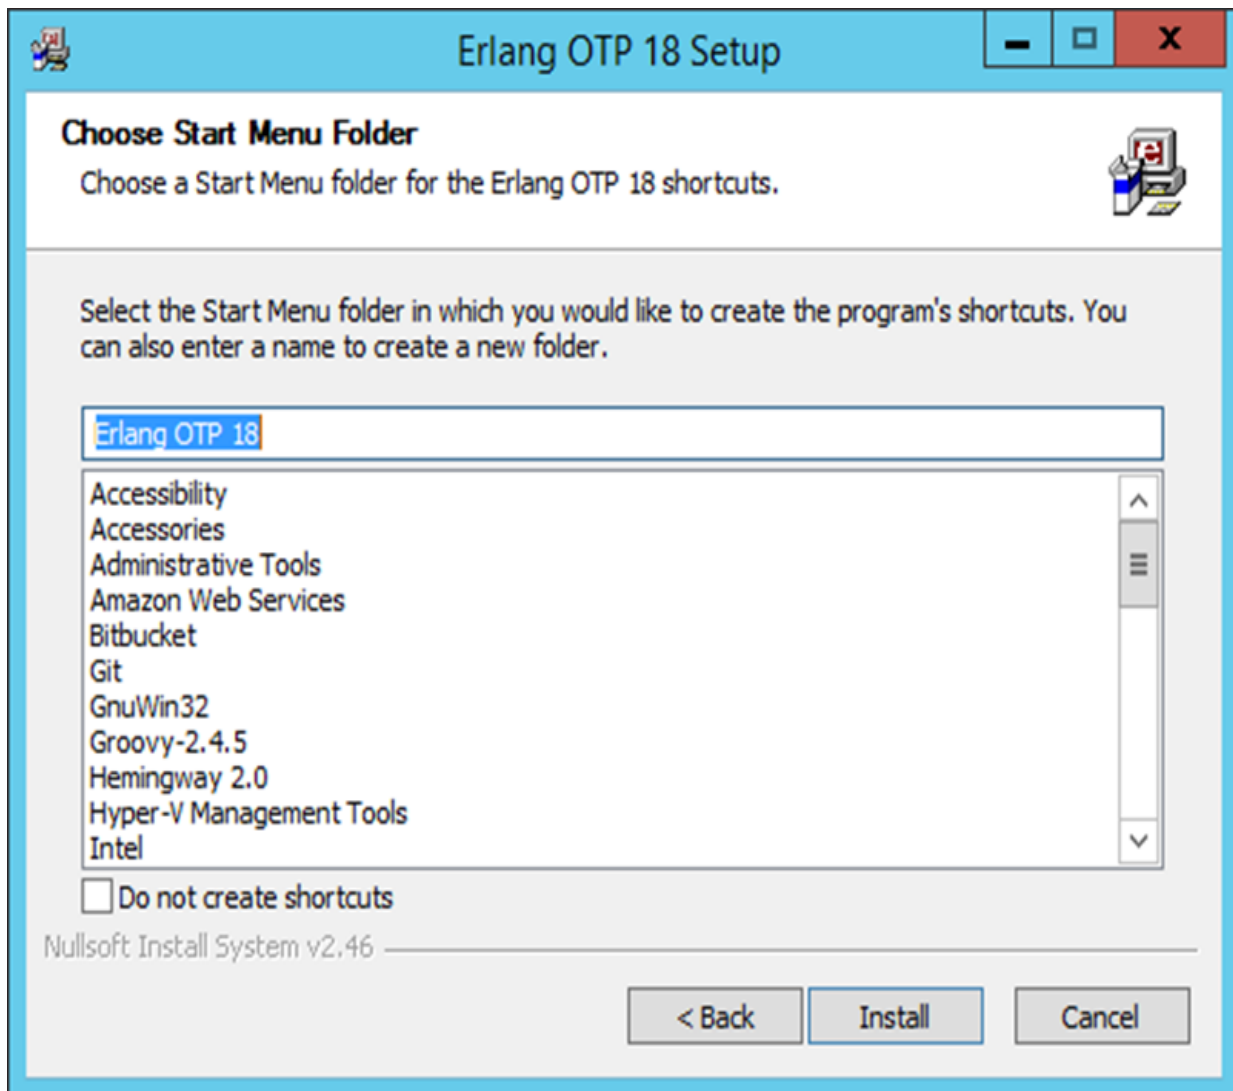 Erlang OTP 18 Setup
Choose Start Menu Folder
Choose a Start Menu folder for the Erlang OTP 18 shortcuts.
Select the Start Menu folder in which you would like to create the program's shortcuts. You
can also enter a name to create a new folder.
Erlang OTP 18
Accessibility
Accessories
Administrative Tools
Amazon Web Services
Bitbucket
Git
GnuWin32
Groovy-2.4.5
Hemingway 2.0
Hyper-V Management Tools
Intel
Do not create shortcuts
Nullsoft Install System v2.46
< Back Install Cancel